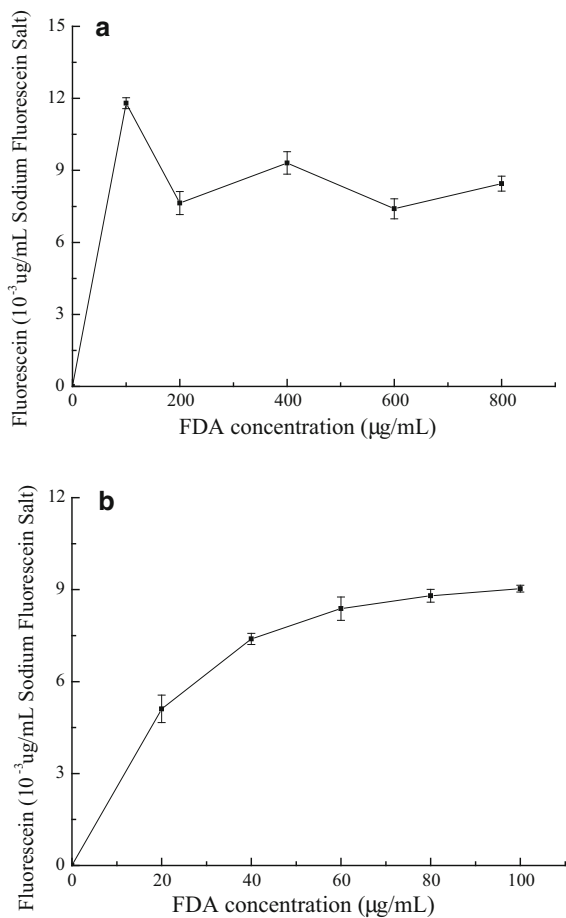 a
Fluorescein (10⁻³ug/mL Sodium Fluorescein Salt)
15
12
9
6
3
0
0 200 400 600 800
FDA concentration (μg/mL)
b
Fluorescein (10⁻³ug/mL Sodium Fluorescein Salt)
12
9
6
3
0
0 20 40 60 80 100
FDA concentration (μg/mL)